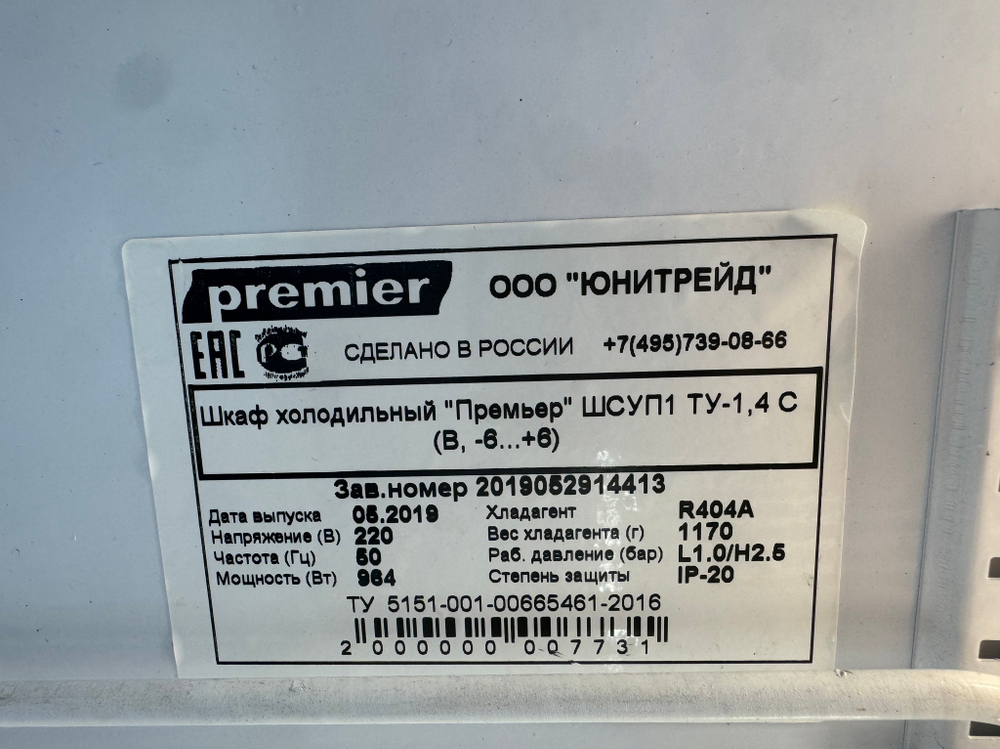 premier ООО "ЮНИТРЕЙД"
ЕАС РСТ СДЕЛАНО В РОССИИ +7(495)739-08-66
Шкаф холодильный "Премьер" ШСУП1 ТУ-1,4 С
(В, -6...+6)
Зав.номер 2019052914413
Дата выпуска 05.2019 Хладагент R404A
Напряжение (В) 220 Вес хладагента (г) 1170
Частота (Гц) 50 Раб. давление (бар) L1.0/H2.5
Мощность (Вт) 964 Степень защиты IP-20
ТУ 5151-001-00665461-2016
2 000000 007731